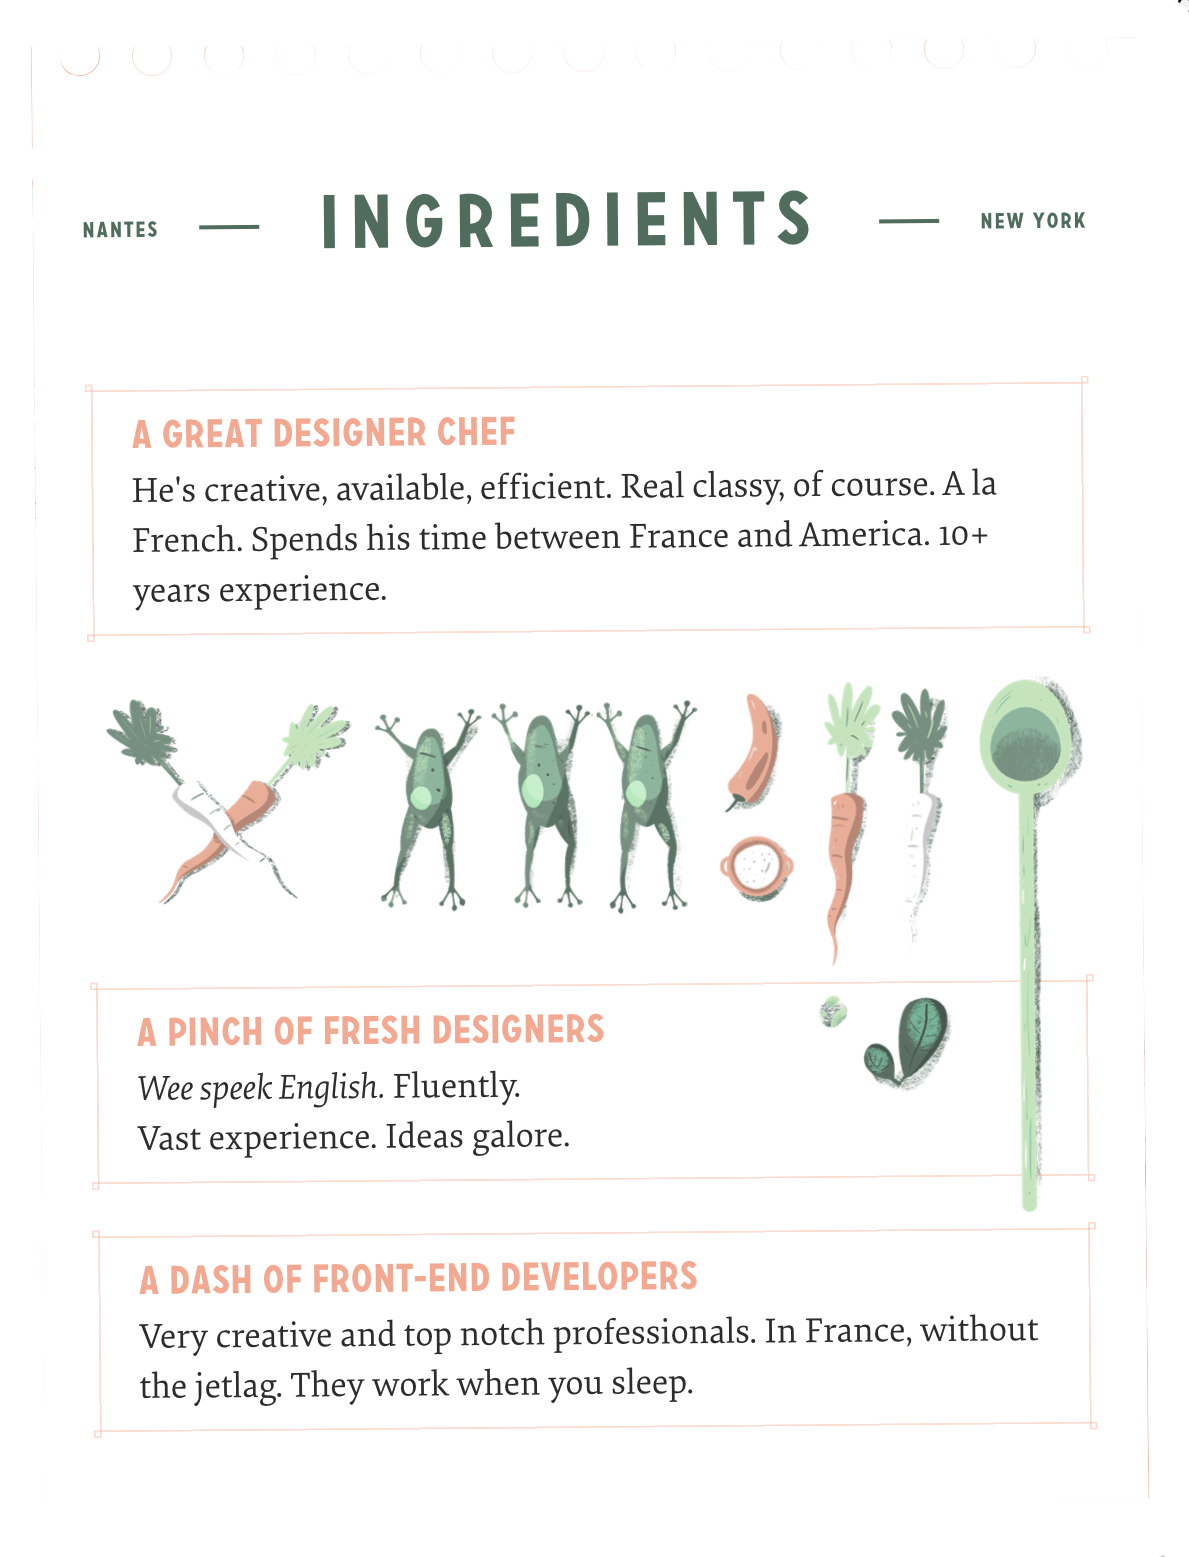 NANTES — INGREDIENTS — NEW YORK
A GREAT DESIGNER CHEF
He's creative, available, efficient. Real classy, of course. A la
French. Spends his time between France and America. 10+
years experience.
A PINCH OF FRESH DESIGNERS
Wee speek English. Fluently.
Vast experience. Ideas galore.
A DASH OF FRONT-END DEVELOPERS
Very creative and top notch professionals. In France, without
the jetlag. They work when you sleep.